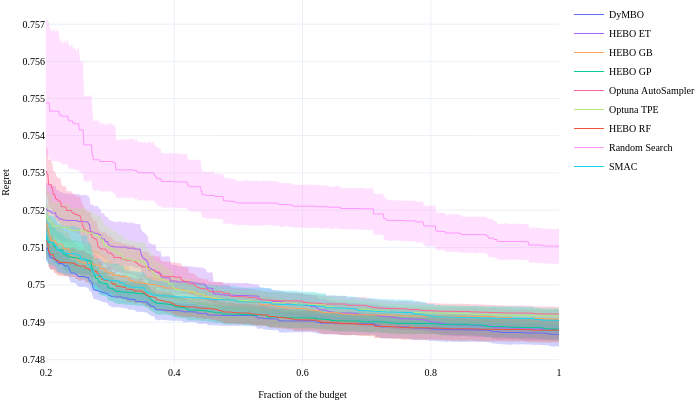 0.757
0.756
0.755
0.754
0.753
0.752
0.751
0.75
0.749
0.748
Regret
0.2
0.4
0.6
0.8
1
Fraction of the budget
DyMBO
HEBO ET
HEBO GB
HEBO GP
Optuna AutoSampler
Optuna TPE
HEBO RF
Random Search
SMAC